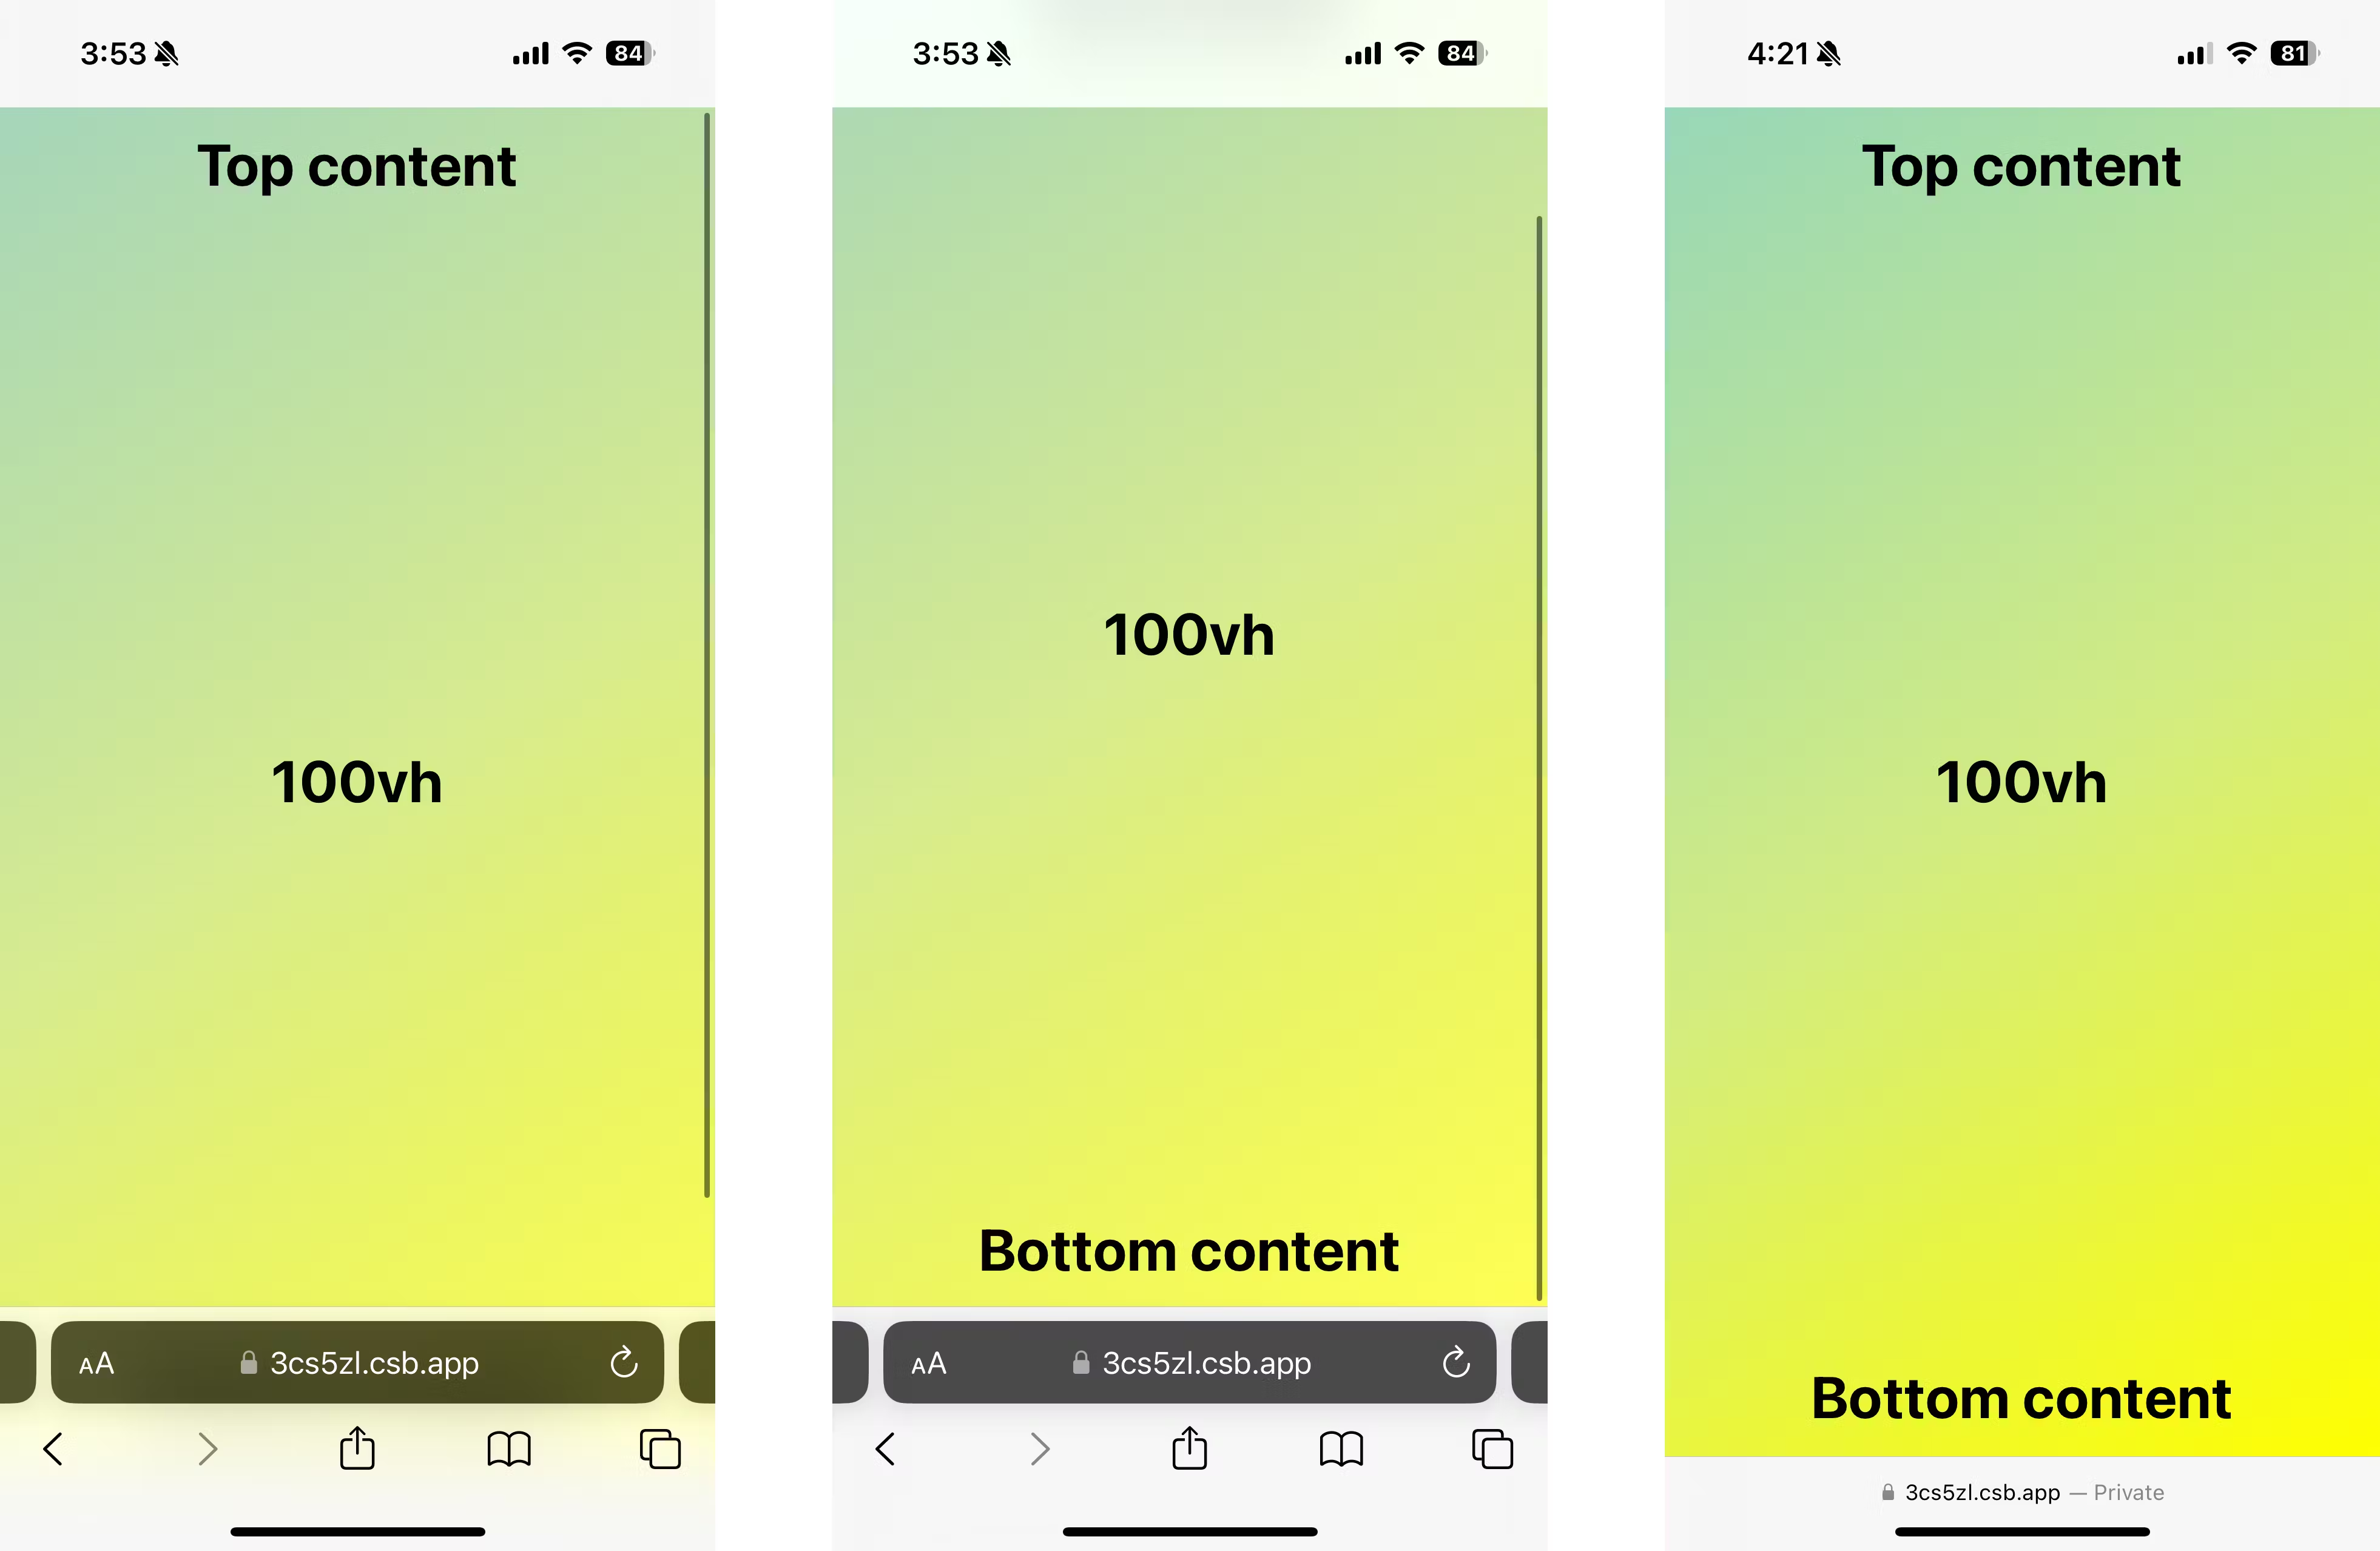 3:53
84
Top content
100vh
AA 3cs5zl.csb.app
3:53
84
100vh
Bottom content
AA 3cs5zl.csb.app
4:21
81
Top content
100vh
Bottom content
3cs5zl.csb.app — Private